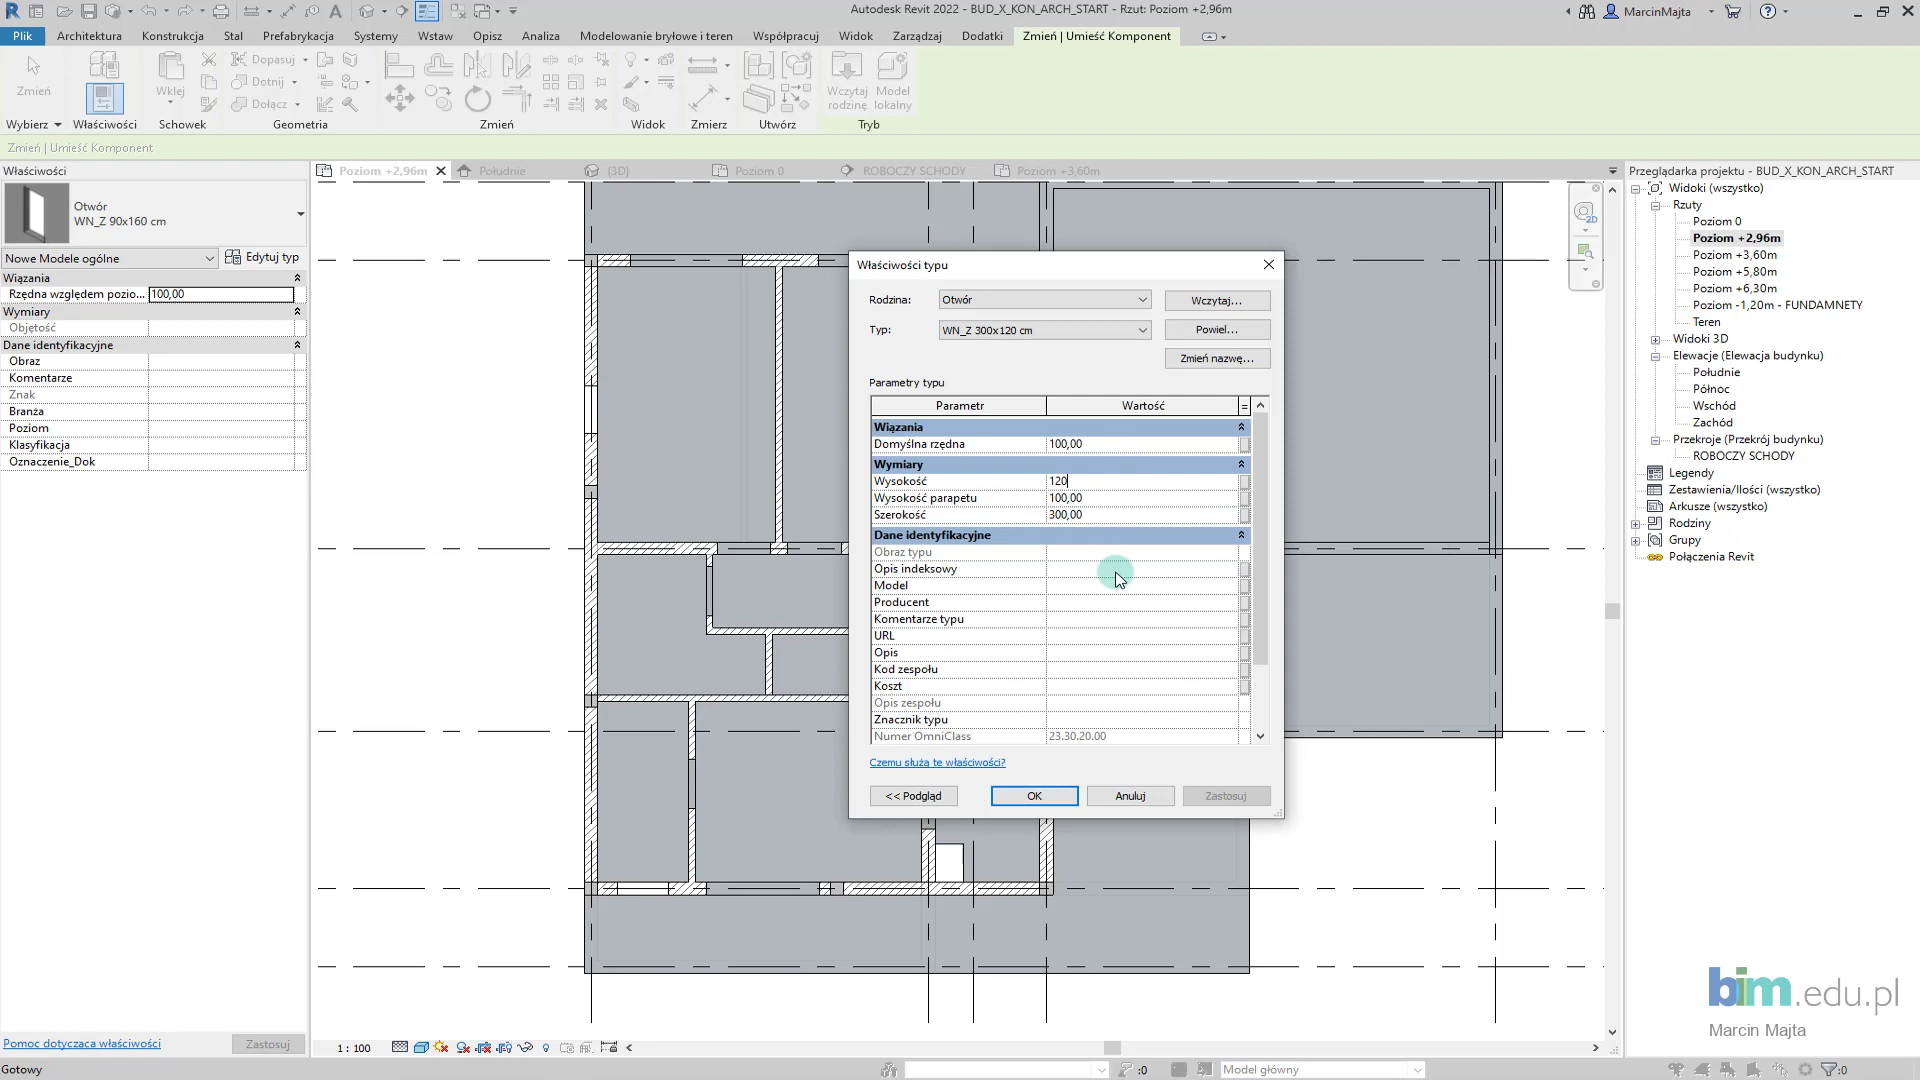 Autodesk Revit 2022 - BUD_X_KON_ARCH_START - Rzut: Poziom +2,96m
MarcinMajta
Plik
Architektura
Konstrukcja
Stal
Prefabrykacja
Systemy
Wstaw
Opisz
Analiza
Modelowanie bryłowe i teren
Współpracuj
Widok
Zarządzaj
Dodatki
Zmień | Umieść Komponent
Zmień
Wklej
Dopasuj
Dotnij
Dołącz
Wczytaj rodzinę
Model lokalny
Wybierz
Właściwości
Schowek
Geometria
Zmień
Widok
Zmierz
Utwórz
Tryb
Zmień | Umieść Komponent
Właściwości
Otwór
WN_Z 90x160 cm
Nowe Modele ogólne
Edytuj typ
Wiązania
Rzędna względem pozio... 100,00
Wymiary
Objętość
Dane identyfikacyjne
Obraz
Komentarze
Znak
Branża
Poziom
Klasyfikacja
Oznaczenie_Dok
Pomoc dotycząca właściwości
Zastosuj
Poziom +2,96m
Południe
{3D}
Poziom 0
ROBOCZY SCHODY
Poziom +3,60m
2D
Właściwości typu
Rodzina: Otwór
Wczytaj...
Typ: WN_Z 300x120 cm
Powiel...
Zmień nazwę...
Parametry typu
Parametr Wartość =
Wiązania
Domyślna rzędna 100,00
Wymiary
Wysokość 120
Wysokość parapetu 100,00
Szerokość 300,00
Dane identyfikacyjne
Obraz typu
Opis indeksowy
Model
Producent
Komentarze typu
URL
Opis
Kod zespołu
Koszt
Opis zespołu
Znacznik typu
Numer OmniClass 23.30.20.00
Czemu służą te właściwości?
<< Podgląd
OK
Anuluj
Zastosuj
Przeglądarka projektu - BUD_X_KON_ARCH_START
Widoki (wszystko)
Rzuty
Poziom 0
Poziom +2,96m
Poziom +3,60m
Poziom +5,80m
Poziom +6,30m
Poziom -1,20m - FUNDAMNETY
Teren
Widoki 3D
Elewacje (Elewacja budynku)
Południe
Północ
Wschód
Zachód
Przekroje (Przekrój budynku)
ROBOCZY SCHODY
Legendy
Zestawienia/Ilości (wszystko)
Arkusze (wszystko)
Rodziny
Grupy
Połączenia Revit
bim.edu.pl
Marcin Majta
1 : 100
Gotowy
:0
Model główny
:0